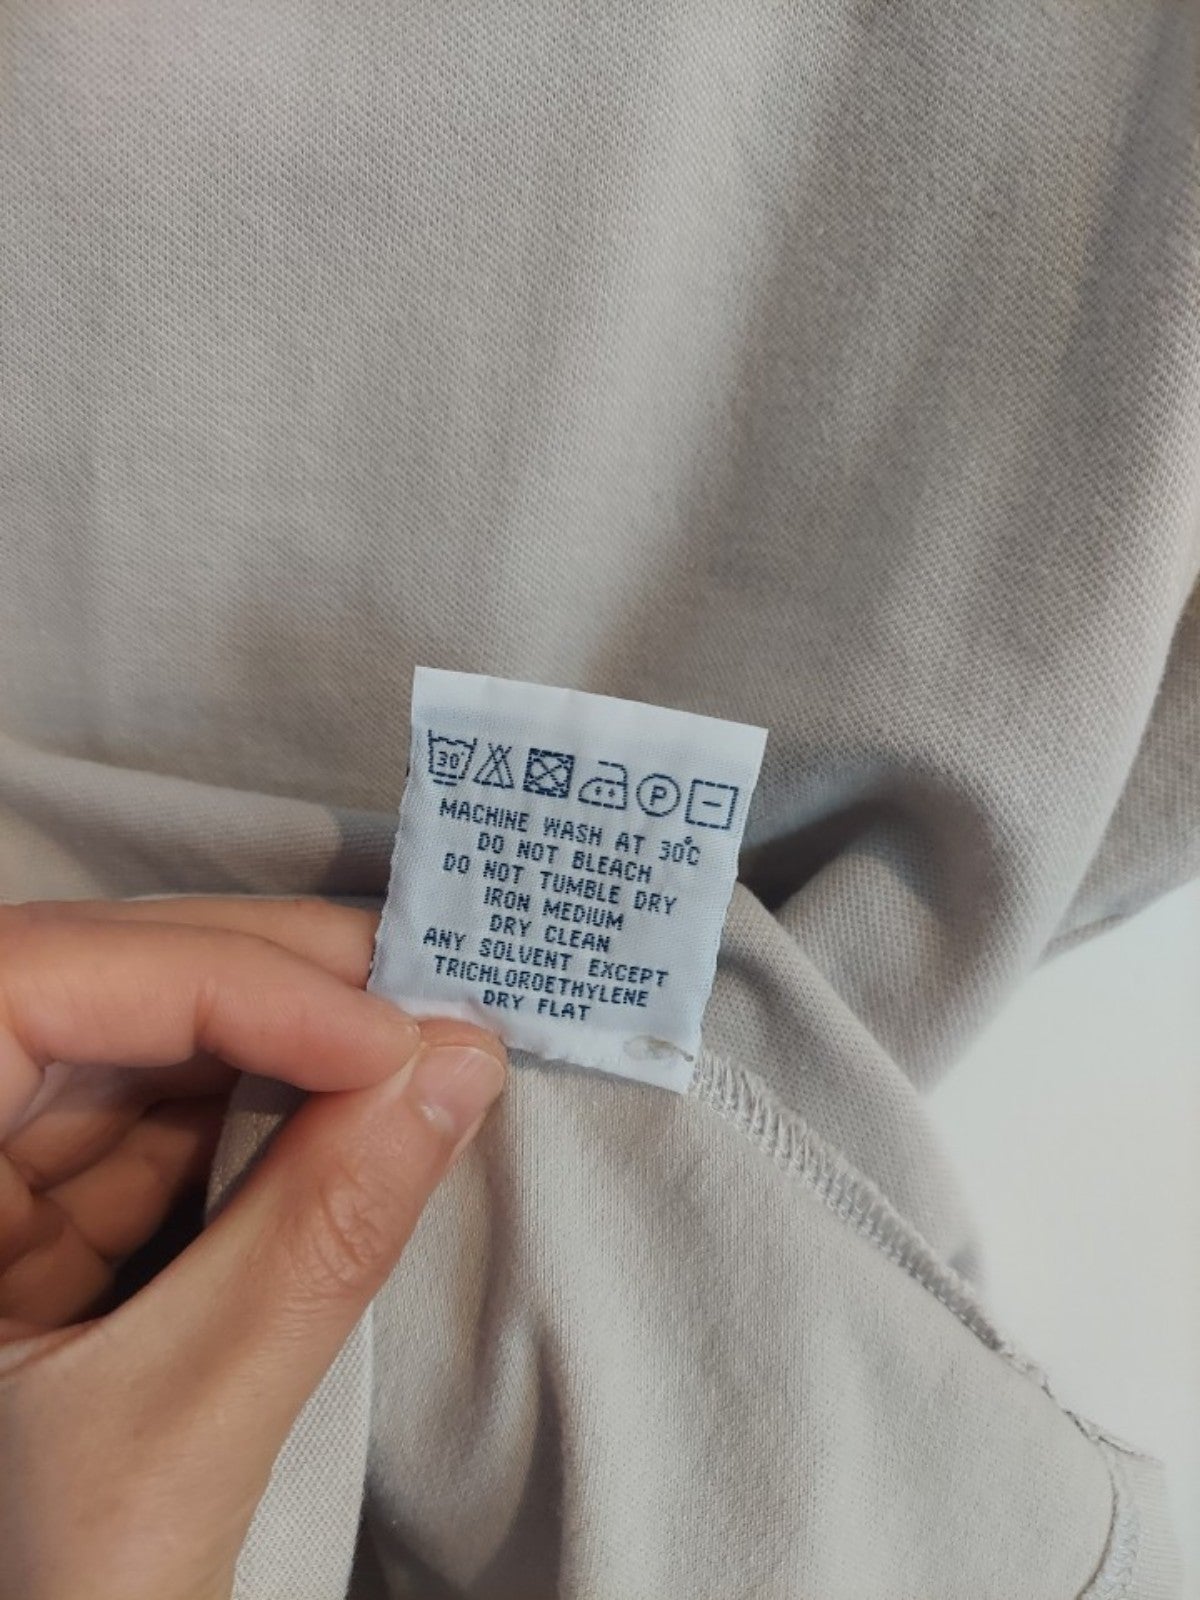 30° P
MACHINE WASH AT 30°C
DO NOT BLEACH
DO NOT TUMBLE DRY
IRON MEDIUM
DRY CLEAN
ANY SOLVENT EXCEPT
TRICHLOROETHYLENE
DRY FLAT